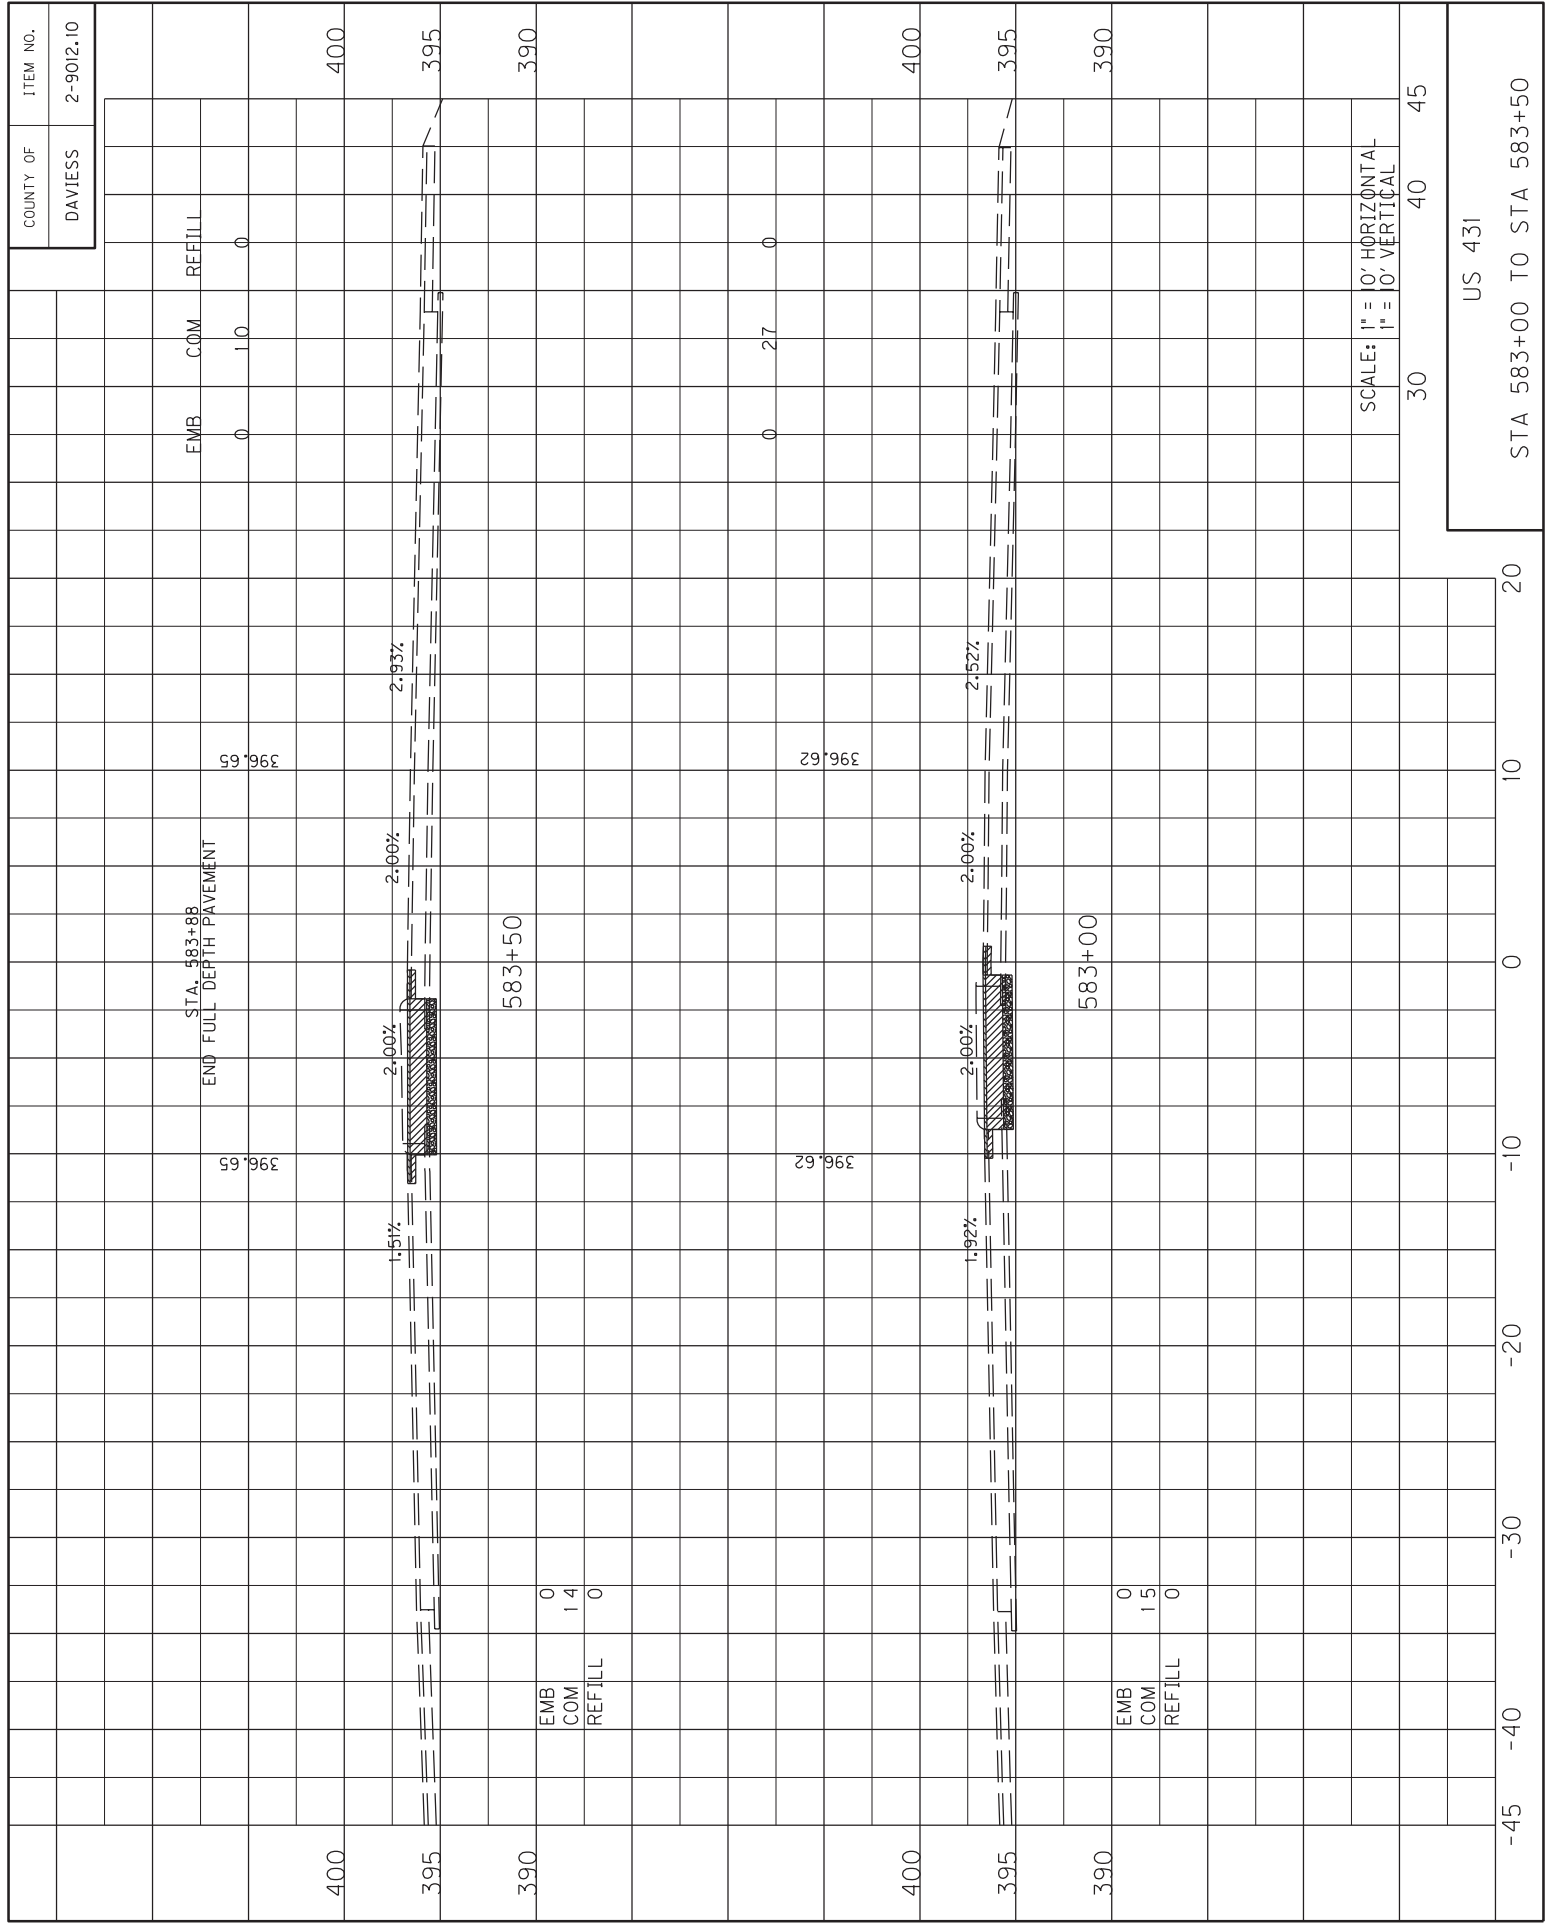 COUNTY OF ITEM NO.
DAVIESS 2-9012.10
EMB COM REFILL
0 10 0
STA. 583+88
END FULL DEPTH PAVEMENT
396.65 396.65
400 400
1.51% 2.00% 2.00% 2.93%
395 395
583+50
390 390
EMB 0
COM 14
REFILL 0
0 27 0
396.62 396.62
400 400
1.92% 2.00% 2.00% 2.52%
395 395
583+00
390 390
EMB 0
COM 15
REFILL 0
SCALE: 1" = 10' HORIZONTAL
1" = 10' VERTICAL
-45 -40 -30 -20 -10 0 10 20 30 40 45
US 431
STA 583+00 TO STA 583+50